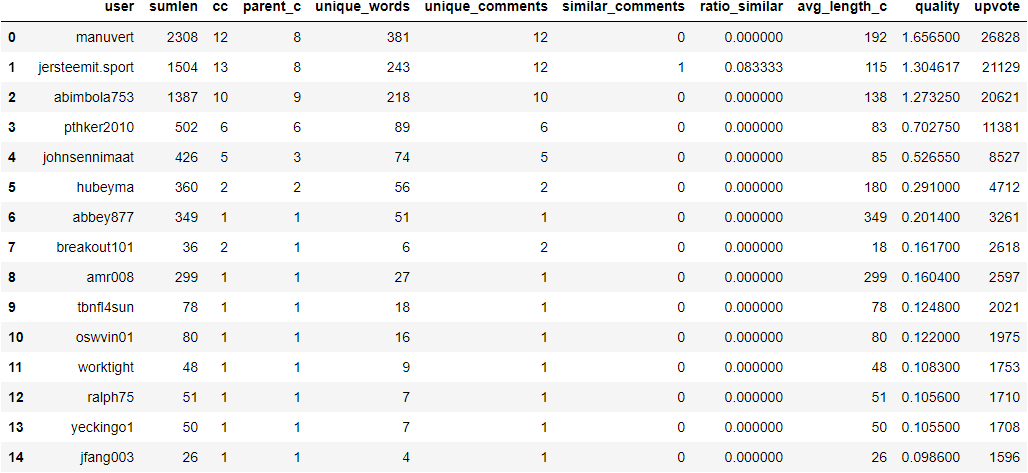 user sumlen cc parent_c unique_words unique_comments similar_comments ratio_similar avg_length_c quality upvote
0 manuvert 2308 12 8 381 12 0 0.000000 192 1.656500 26828
1 jersteemit.sport 1504 13 8 243 12 1 0.083333 115 1.304617 21129
2 abimbola753 1387 10 9 218 10 0 0.000000 138 1.273250 20621
3 pthker2010 502 6 6 89 6 0 0.000000 83 0.702750 11381
4 johnsennimaat 426 5 3 74 5 0 0.000000 85 0.526550 8527
5 hubeyma 360 2 2 56 2 0 0.000000 180 0.291000 4712
6 abbey877 349 1 1 51 1 0 0.000000 349 0.201400 3261
7 breakout101 36 2 1 6 2 0 0.000000 18 0.161700 2618
8 amr008 299 1 1 27 1 0 0.000000 299 0.160400 2597
9 tbnfl4sun 78 1 1 18 1 0 0.000000 78 0.124800 2021
10 oswvin01 80 1 1 16 1 0 0.000000 80 0.122000 1975
11 worktight 48 1 1 9 1 0 0.000000 48 0.108300 1753
12 ralph75 51 1 1 7 1 0 0.000000 51 0.105600 1710
13 yeckingo1 50 1 1 7 1 0 0.000000 50 0.105500 1708
14 jfang003 26 1 1 4 1 0 0.000000 26 0.098600 1596